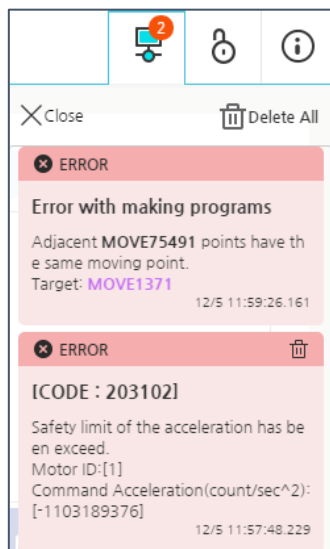 2
Close
Delete All
ERROR
Error with making programs
Adjacent MOVE75491 points have th
e same moving point.
Target: MOVE1371
12/5 11:59:26.161
ERROR
[CODE : 203102]
Safety limit of the acceleration has be
en exceed.
Motor ID:[1]
Command Acceleration(count/sec^2):
[-1103189376]
12/5 11:57:48.229